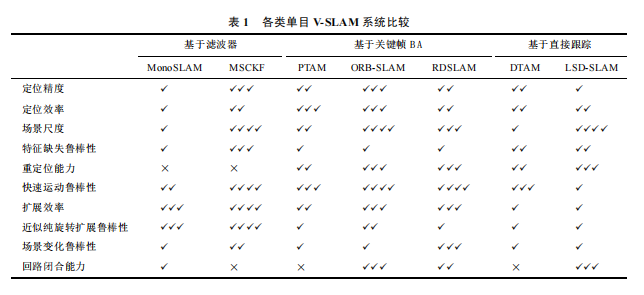 表 1 各类单目 V-SLAM 系统比较
基于滤波器 基于关键帧 BA 基于直接跟踪
MonoSLAM MSCKF PTAM ORB-SLAM RDSLAM DTAM LSD-SLAM
定位精度 ✓ ✓✓✓ ✓✓ ✓✓✓ ✓✓ ✓✓ ✓
定位效率 ✓ ✓✓ ✓✓✓ ✓✓✓ ✓✓ ✓✓ ✓✓
场景尺度 ✓ ✓✓✓✓ ✓✓ ✓✓✓✓ ✓✓✓ ✓ ✓✓✓✓
特征缺失鲁棒性 ✓ ✓✓✓ ✓ ✓ ✓ ✓✓ ✓✓
重定位能力 × × ✓✓ ✓✓✓ ✓✓✓ ✓✓ ✓✓✓
快速运动鲁棒性 ✓✓ ✓✓✓✓ ✓✓✓ ✓✓✓✓ ✓✓✓✓ ✓✓✓ ✓
扩展效率 ✓✓✓ ✓✓✓✓ ✓✓ ✓✓✓ ✓✓✓ ✓ ✓
近似纯旋转扩展鲁棒性 ✓✓✓ ✓✓✓✓ ✓ ✓✓ ✓ ✓ ✓
场景变化鲁棒性 ✓ ✓✓ ✓ ✓ ✓✓✓ ✓ ✓
回路闭合能力 ✓ × × ✓✓✓ ✓✓ × ✓✓✓